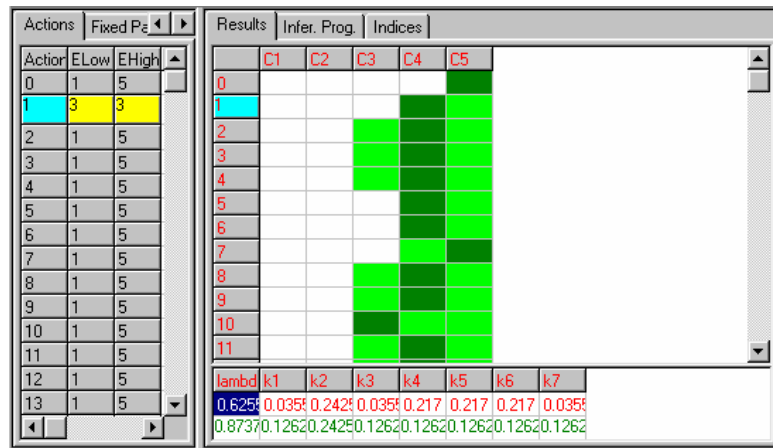 Actions Fixed Pa
Action ELow EHigh
0 1 5
1 3 3
2 1 5
3 1 5
4 1 5
5 1 5
6 1 5
7 1 5
8 1 5
9 1 5
10 1 5
11 1 5
12 1 5
13 1 5
Results Infer. Prog. Indices
C1 C2 C3 C4 C5
0
1
2
3
4
5
6
7
8
9
10
11
lambd k1 k2 k3 k4 k5 k6 k7
0.6255 0.0355 0.2425 0.0355 0.217 0.217 0.217 0.0355
0.8737 0.1262 0.2425 0.1262 0.1262 0.1262 0.1262 0.1262